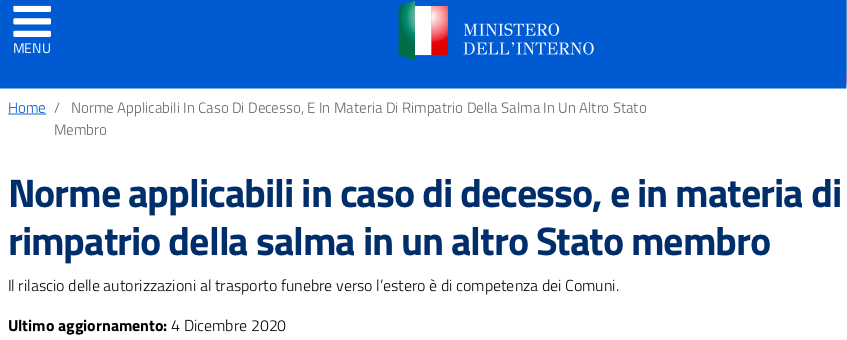 MENU
MINISTERO
DELL'INTERNO
Home / Norme Applicabili In Caso Di Decesso, E In Materia Di Rimpatrio Della Salma In Un Altro Stato
Membro
Norme applicabili in caso di decesso, e in materia di
rimpatrio della salma in un altro Stato membro
Il rilascio delle autorizzazioni al trasporto funebre verso l’estero è di competenza dei Comuni.
Ultimo aggiornamento: 4 Dicembre 2020